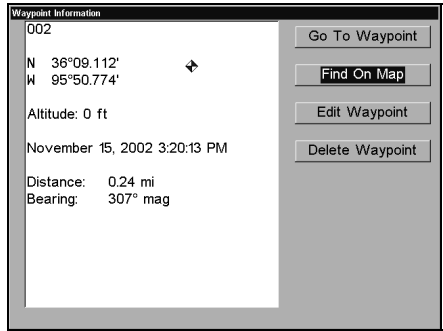 Waypoint Information
002
N 36°09.112'
W 95°50.774'
Altitude: 0 ft
November 15, 2002 3:20:13 PM
Distance: 0.24 mi
Bearing: 307° mag
Go To Waypoint
Find On Map
Edit Waypoint
Delete Waypoint